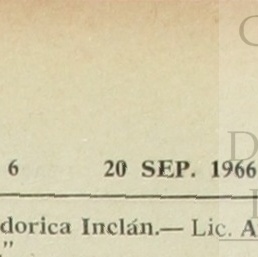 6 20 SEP. 1966
dorica Inclán.— Lic. A
"